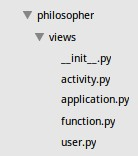 philosopher
views
__init__.py
activity.py
application.py
function.py
user.py